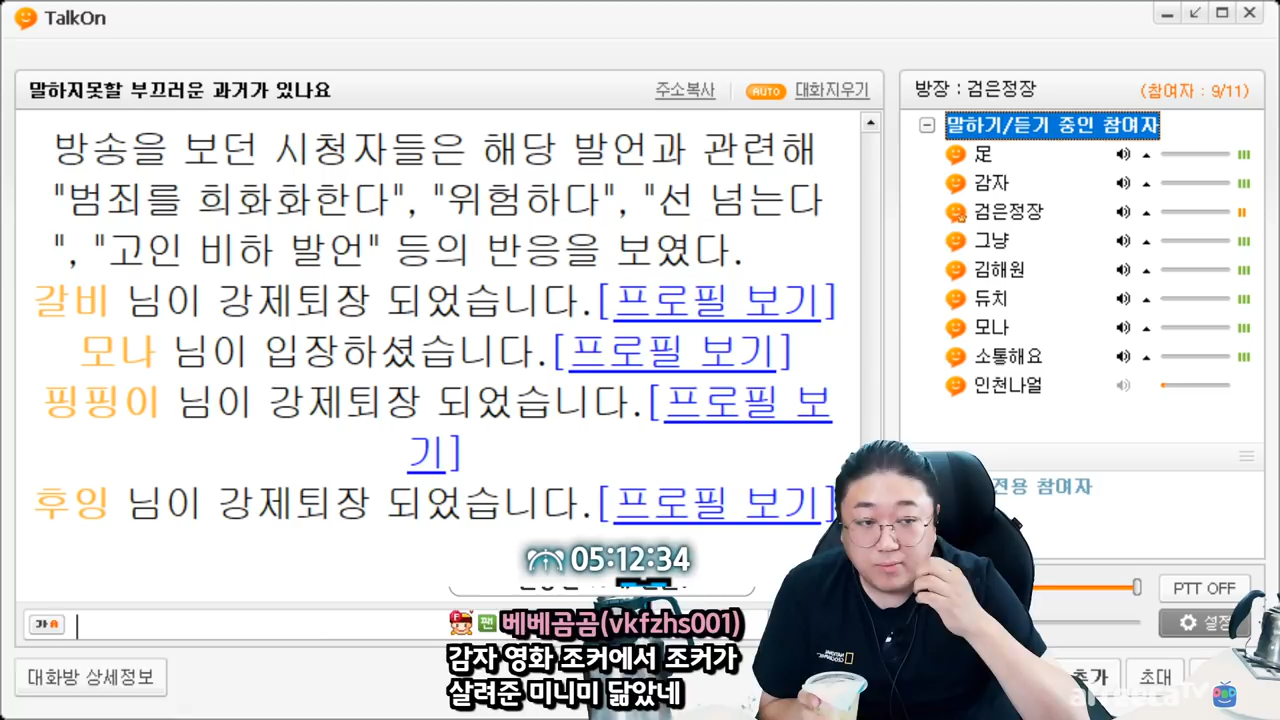 TalkOn
말하지못할 부끄러운 과거가 있나요
주소복사
AUTO
대화지우기
방송을 보던 시청자들은 해당 발언과 관련해
"범죄를 희화화한다", "위험하다", "선 넘는다
", "고인 비하 발언" 등의 반응을 보였다.
갈비 님이 강제퇴장 되었습니다.[프로필 보기]
모나 님이 입장하셨습니다.[프로필 보기]
핑핑이 님이 강제퇴장 되었습니다.[프로필 보
기]
후잉 님이 강제퇴장 되었습니다.[프로필 보기]
05:12:34
가
베베곰곰(vkfzhs001)
감자 영화 조커에서 조커가
살려준 미니미 닮았네
대화방 상세정보
방장 : 검은정장
(참여자 : 9/11)
말하기/듣기 중인 참여자
足
감자
검은정장
그냥
김해원
듀치
모나
소통해요
인천나얼
전용 참여자
PTT OFF
설정
추가
초대
NATIONAL
GEOGRAPHIC
afreecaTV